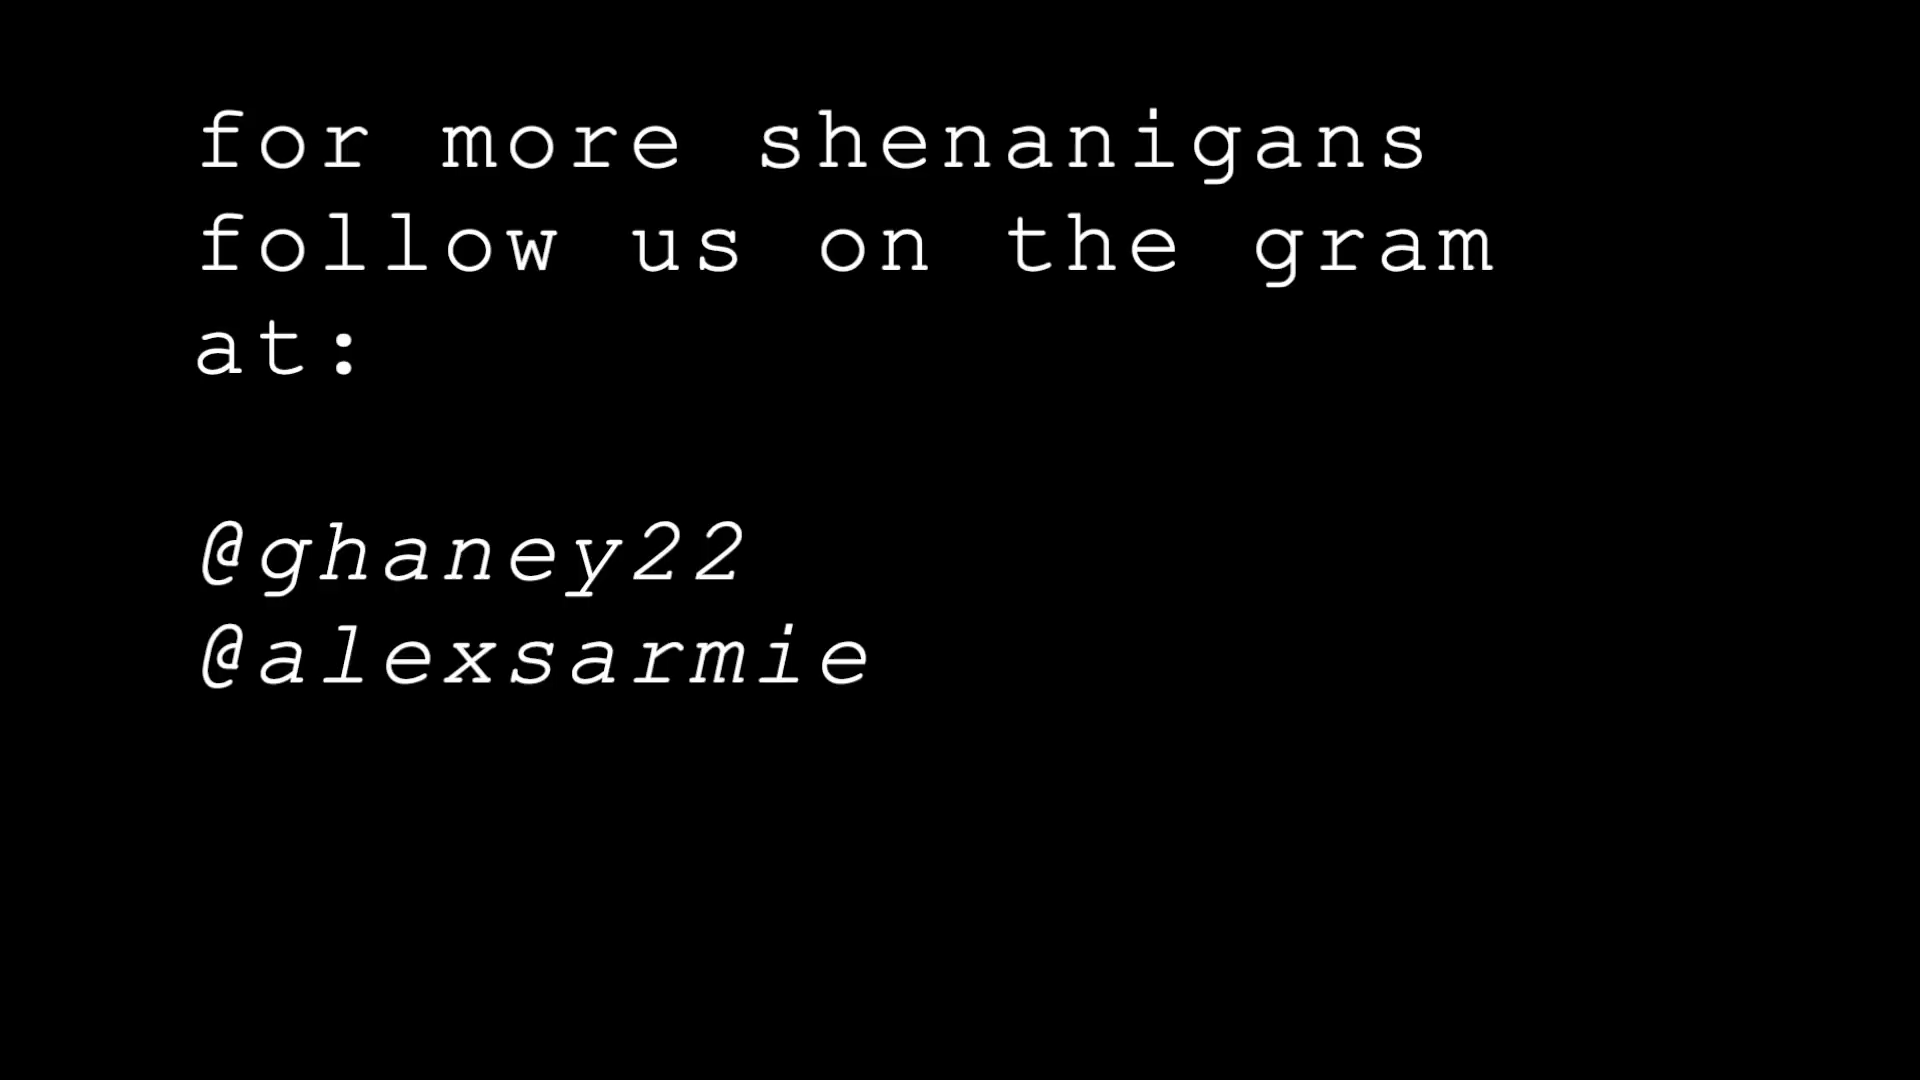 for more shenanigans
follow us on the gram
at:
@ghaney22
@alexsarmie